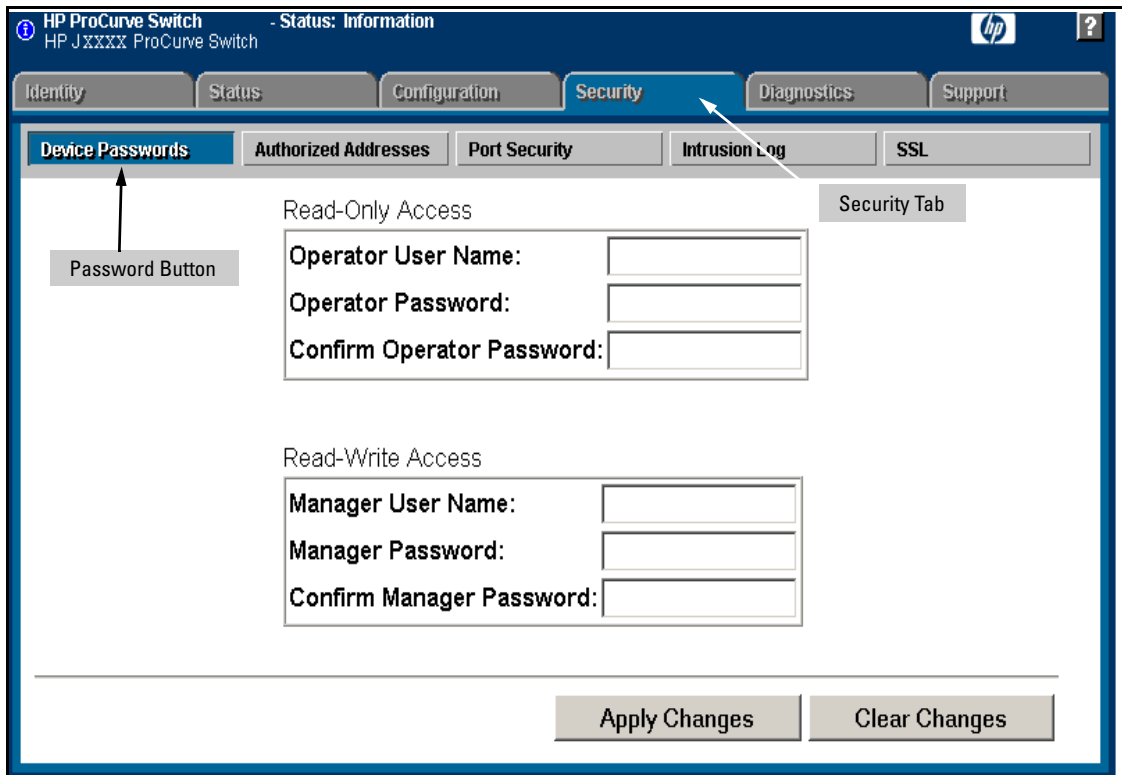 HP ProCurve Switch - Status: Information
HP JXXXX ProCurve Switch
hp
?
Identity Status Configuration Security Diagnostics Support
Device Passwords Authorized Addresses Port Security Intrusion Log SSL
Security Tab
Password Button
Read-Only Access
Operator User Name:
Operator Password:
Confirm Operator Password:
Read-Write Access
Manager User Name:
Manager Password:
Confirm Manager Password:
Apply Changes Clear Changes